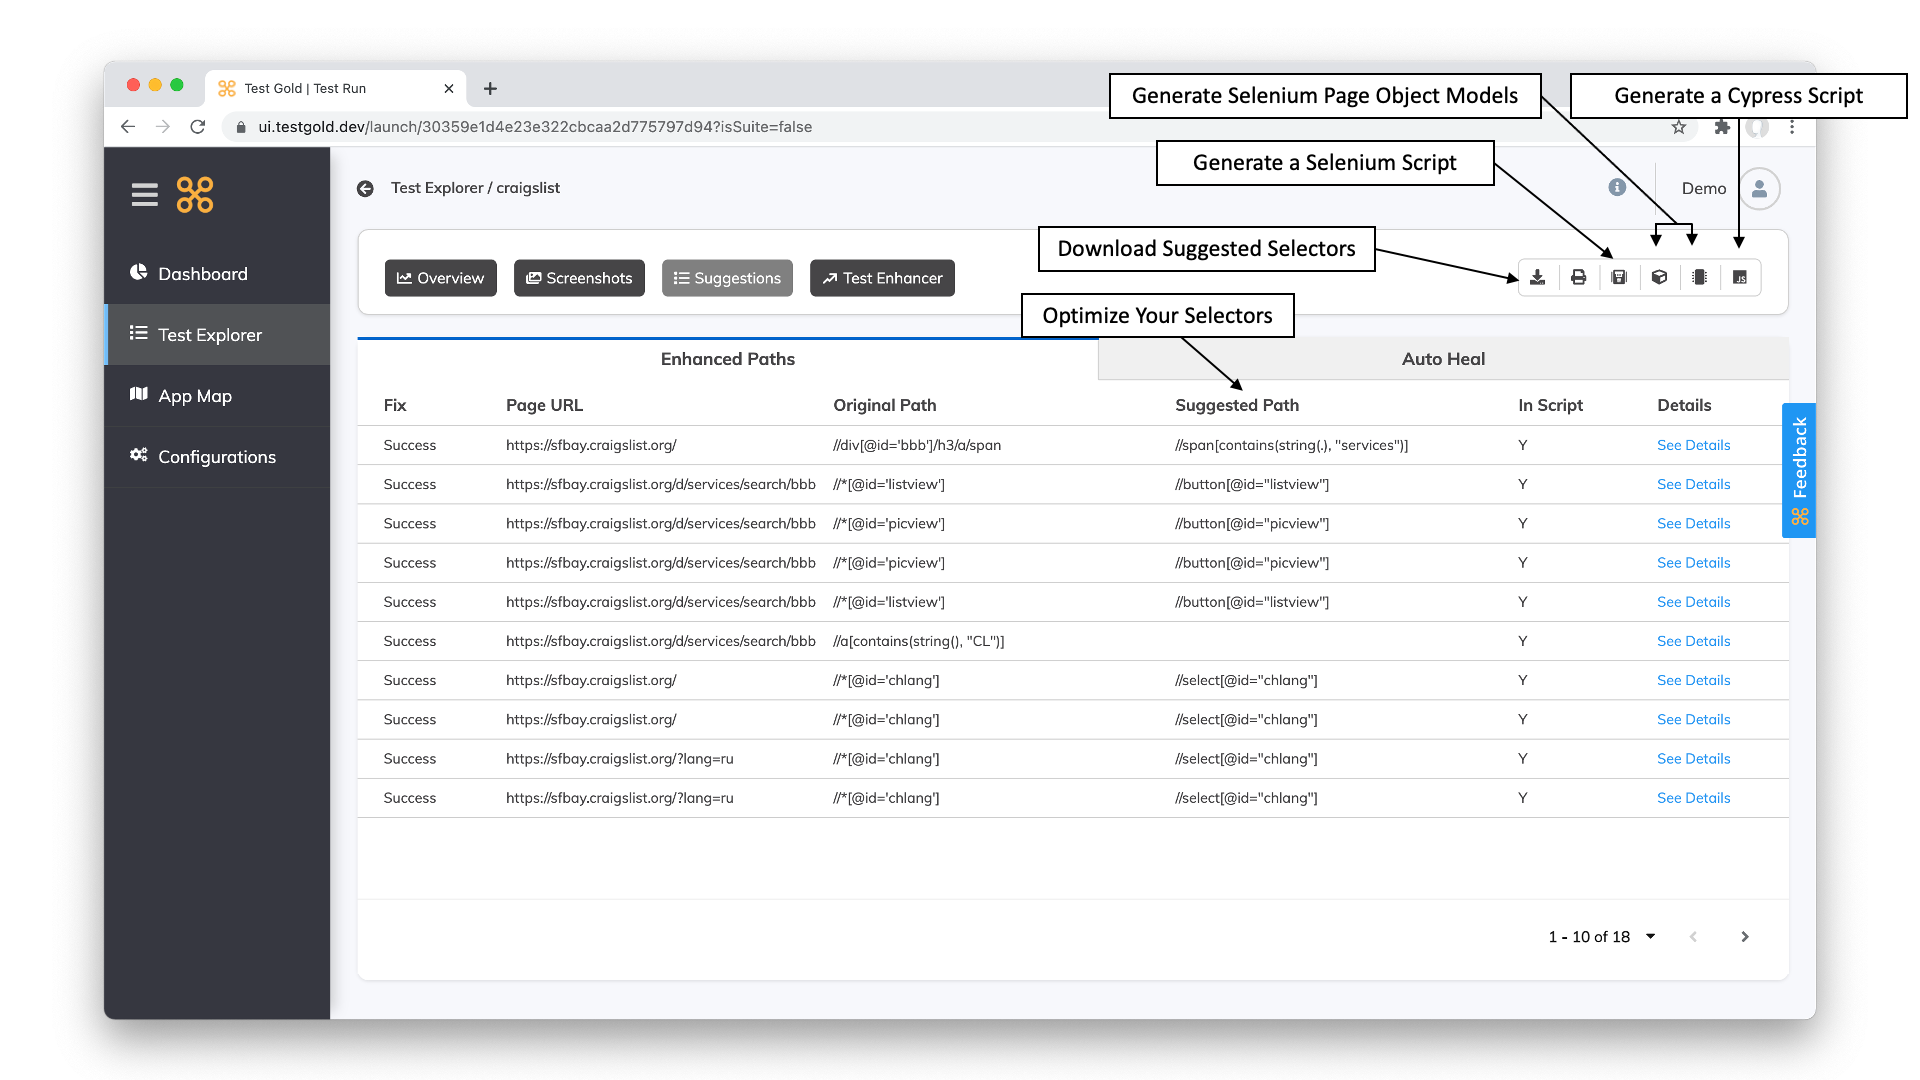 Test Gold | Test Run
Generate Selenium Page Object Models
Generate a Cypress Script
ui.testgold.dev/launch/30359e1d4e23e322cbcaa2d775797d94?isSuite=false
Generate a Selenium Script
Test Explorer / craigslist
Demo
Download Suggested Selectors
Dashboard
Overview
Screenshots
Suggestions
Test Enhancer
JS
Optimize Your Selectors
Test Explorer
App Map
Configurations
Enhanced Paths
Auto Heal
Fix Page URL Original Path Suggested Path In Script Details
Success https://sfbay.craigslist.org/ //div[@id='bbb']/h3/a/span //span[contains(string(.), "services")] Y See Details
Success https://sfbay.craigslist.org/d/services/search/bbb //*[@id='listview'] //button[@id="listview"] Y See Details
Success https://sfbay.craigslist.org/d/services/search/bbb //*[@id='picview'] //button[@id="picview"] Y See Details
Success https://sfbay.craigslist.org/d/services/search/bbb //*[@id='picview'] //button[@id="picview"] Y See Details
Success https://sfbay.craigslist.org/d/services/search/bbb //*[@id='listview'] //button[@id="listview"] Y See Details
Success https://sfbay.craigslist.org/d/services/search/bbb //a[contains(string(), "CL")] Y See Details
Success https://sfbay.craigslist.org/ //*[@id='chlang'] //select[@id="chlang"] Y See Details
Success https://sfbay.craigslist.org/ //*[@id='chlang'] //select[@id="chlang"] Y See Details
Success https://sfbay.craigslist.org/?lang=ru //*[@id='chlang'] //select[@id="chlang"] Y See Details
Success https://sfbay.craigslist.org/?lang=ru //*[@id='chlang'] //select[@id="chlang"] Y See Details
Feedback
1 - 10 of 18